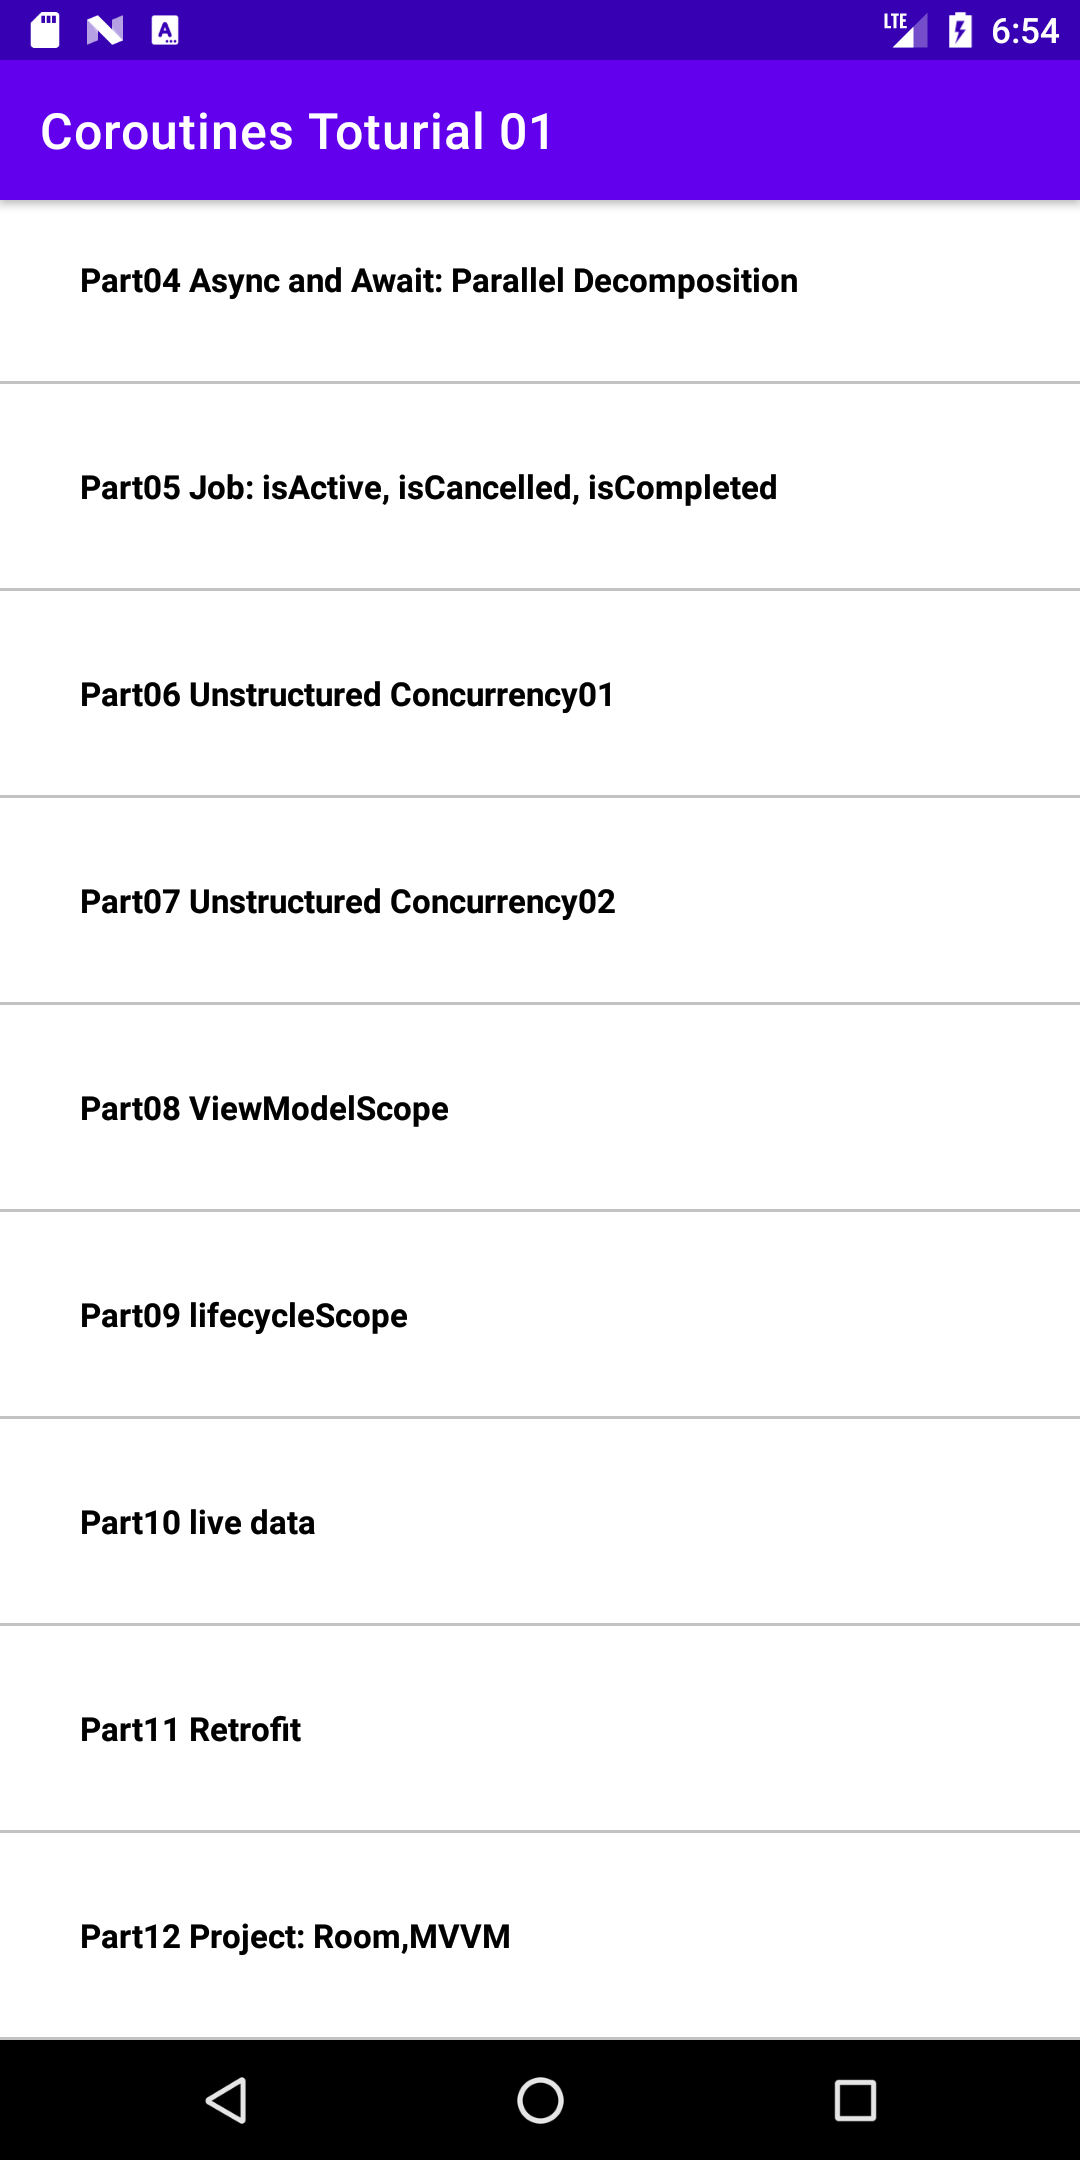 LTE 6:54
Coroutines Toturial 01
Part04 Async and Await: Parallel Decomposition
Part05 Job: isActive, isCancelled, isCompleted
Part06 Unstructured Concurrency01
Part07 Unstructured Concurrency02
Part08 ViewModelScope
Part09 lifecycleScope
Part10 live data
Part11 Retrofit
Part12 Project: Room,MVVM